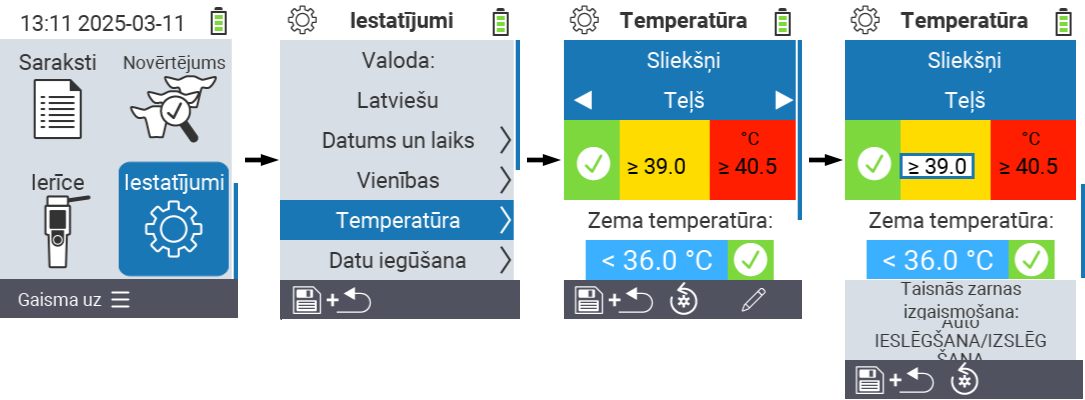 13:11 2025-03-11
Saraksti
Novērtējums
Ierīce
Iestatījumi
Gaisma uz
Iestatījumi
Valoda:
Latviešu
Datums un laiks
Vienības
Temperatūra
Datu iegūšana
+
Temperatūra
Sliekšņi
Teļš
°C
≥ 39.0
≥ 40.5
Zema temperatūra:
< 36.0 °C
+
Temperatūra
Sliekšņi
Teļš
°C
≥ 39.0
≥ 40.5
Zema temperatūra:
< 36.0 °C
Taisnās zarnas
izgaismošana:
Auto
IESLĒGŠANA/IZSLĒG
ŠANA
+